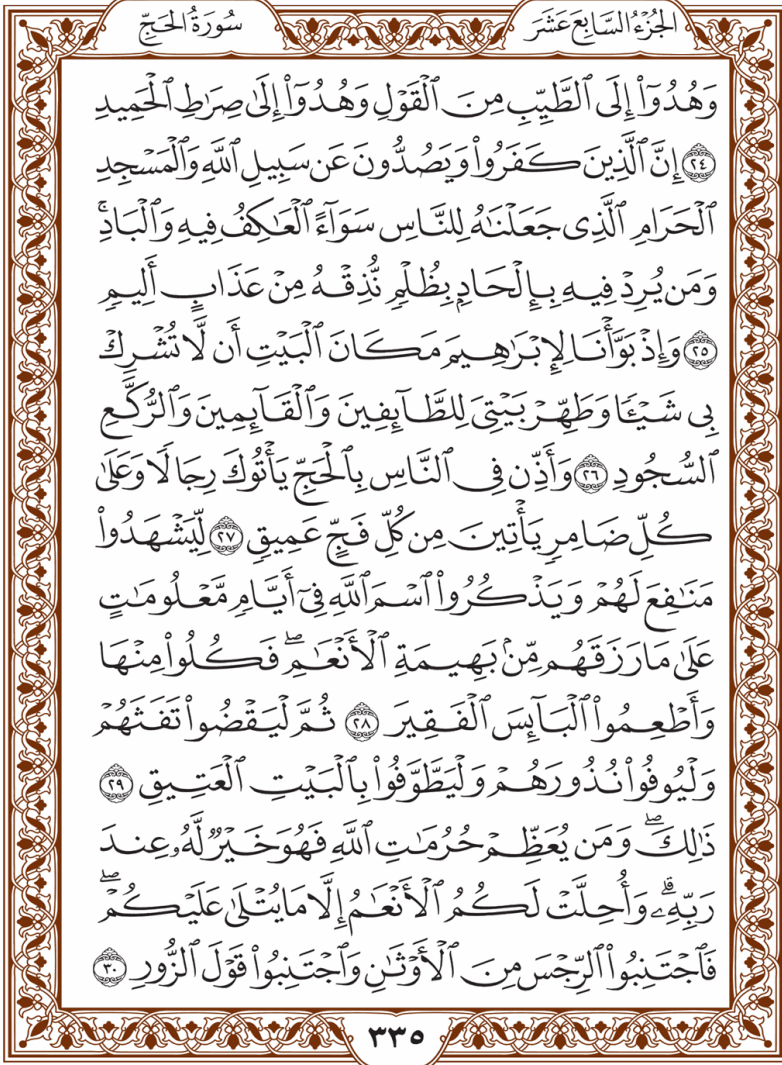 الجُزْءُ السَّابِعَ عَشَرَ
سُورَةُ الحَجِّ
وَهُدُوٓاْ إِلَى ٱلطَّيِّبِ مِنَ ٱلْقَوْلِ وَهُدُوٓاْ إِلَىٰ صِرَٰطِ ٱلْحَمِيدِ
٢٤ إِنَّ ٱلَّذِينَ كَفَرُواْ وَيَصُدُّونَ عَن سَبِيلِ ٱللَّهِ وَٱلْمَسْجِدِ
ٱلْحَرَامِ ٱلَّذِى جَعَلْنَٰهُ لِلنَّاسِ سَوَآءً ٱلْعَٰكِفُ فِيهِ وَٱلْبَادِۚ
وَمَن يُرِدْ فِيهِ بِإِلْحَادِۭ بِظُلْمٍ نُّذِقْهُ مِنْ عَذَابٍ أَلِيمٍ
٢٥ وَإِذْ بَوَّأْنَا لِإِبْرَٰهِيمَ مَكَانَ ٱلْبَيْتِ أَن لَّا تُشْرِكْ
بِى شَيْـًٔا وَطَهِّرْ بَيْتِىَ لِلطَّآئِفِينَ وَٱلْقَآئِمِينَ وَٱلرُّكَّعِ
ٱلسُّجُودِ ٢٦ وَأَذِّن فِى ٱلنَّاسِ بِٱلْحَجِّ يَأْتُوكَ رِجَالًا وَعَلَىٰ
كُلِّ ضَامِرٍ يَأْتِينَ مِن كُلِّ فَجٍّ عَمِيقٍ ٢٧ لِّيَشْهَدُواْ
مَنَٰفِعَ لَهُمْ وَيَذْكُرُواْ ٱسْمَ ٱللَّهِ فِىٓ أَيَّامٍ مَّعْلُومَٰتٍ
عَلَىٰ مَا رَزَقَهُم مِّنۢ بَهِيمَةِ ٱلْأَنْعَٰمِۖ فَكُلُواْ مِنْهَا
وَأَطْعِمُواْ ٱلْبَآئِسَ ٱلْفَقِيرَ ٢٨ ثُمَّ لْيَقْضُواْ تَفَثَهُمْ
وَلْيُوفُواْ نُذُورَهُمْ وَلْيَطَّوَّفُواْ بِٱلْبَيْتِ ٱلْعَتِيقِ ٢٩
ذَٰلِكَۖ وَمَن يُعَظِّمْ حُرُمَٰتِ ٱللَّهِ فَهُوَ خَيْرٌ لَّهُۥ عِندَ
رَبِّهِۦۗ وَأُحِلَّتْ لَكُمُ ٱلْأَنْعَٰمُ إِلَّا مَا يُتْلَىٰ عَلَيْكُمْۖ
فَٱجْتَنِبُواْ ٱلرِّجْسَ مِنَ ٱلْأَوْثَٰنِ وَٱجْتَنِبُواْ قَوْلَ ٱلزُّورِ ٣٠
٣٣٥